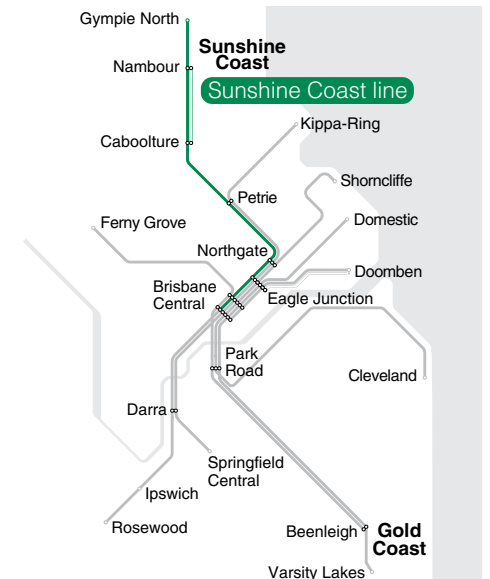 Gympie North
Sunshine
Coast
Nambour
Sunshine Coast line
Kippa-Ring
Caboolture
Shorncliffe
Petrie
Ferny Grove
Domestic
Northgate
Doomben
Brisbane
Central
Eagle Junction
Park
Road
Cleveland
Darra
Springfield
Central
Ipswich
Rosewood
Beenleigh
Gold
Coast
Varsity Lakes